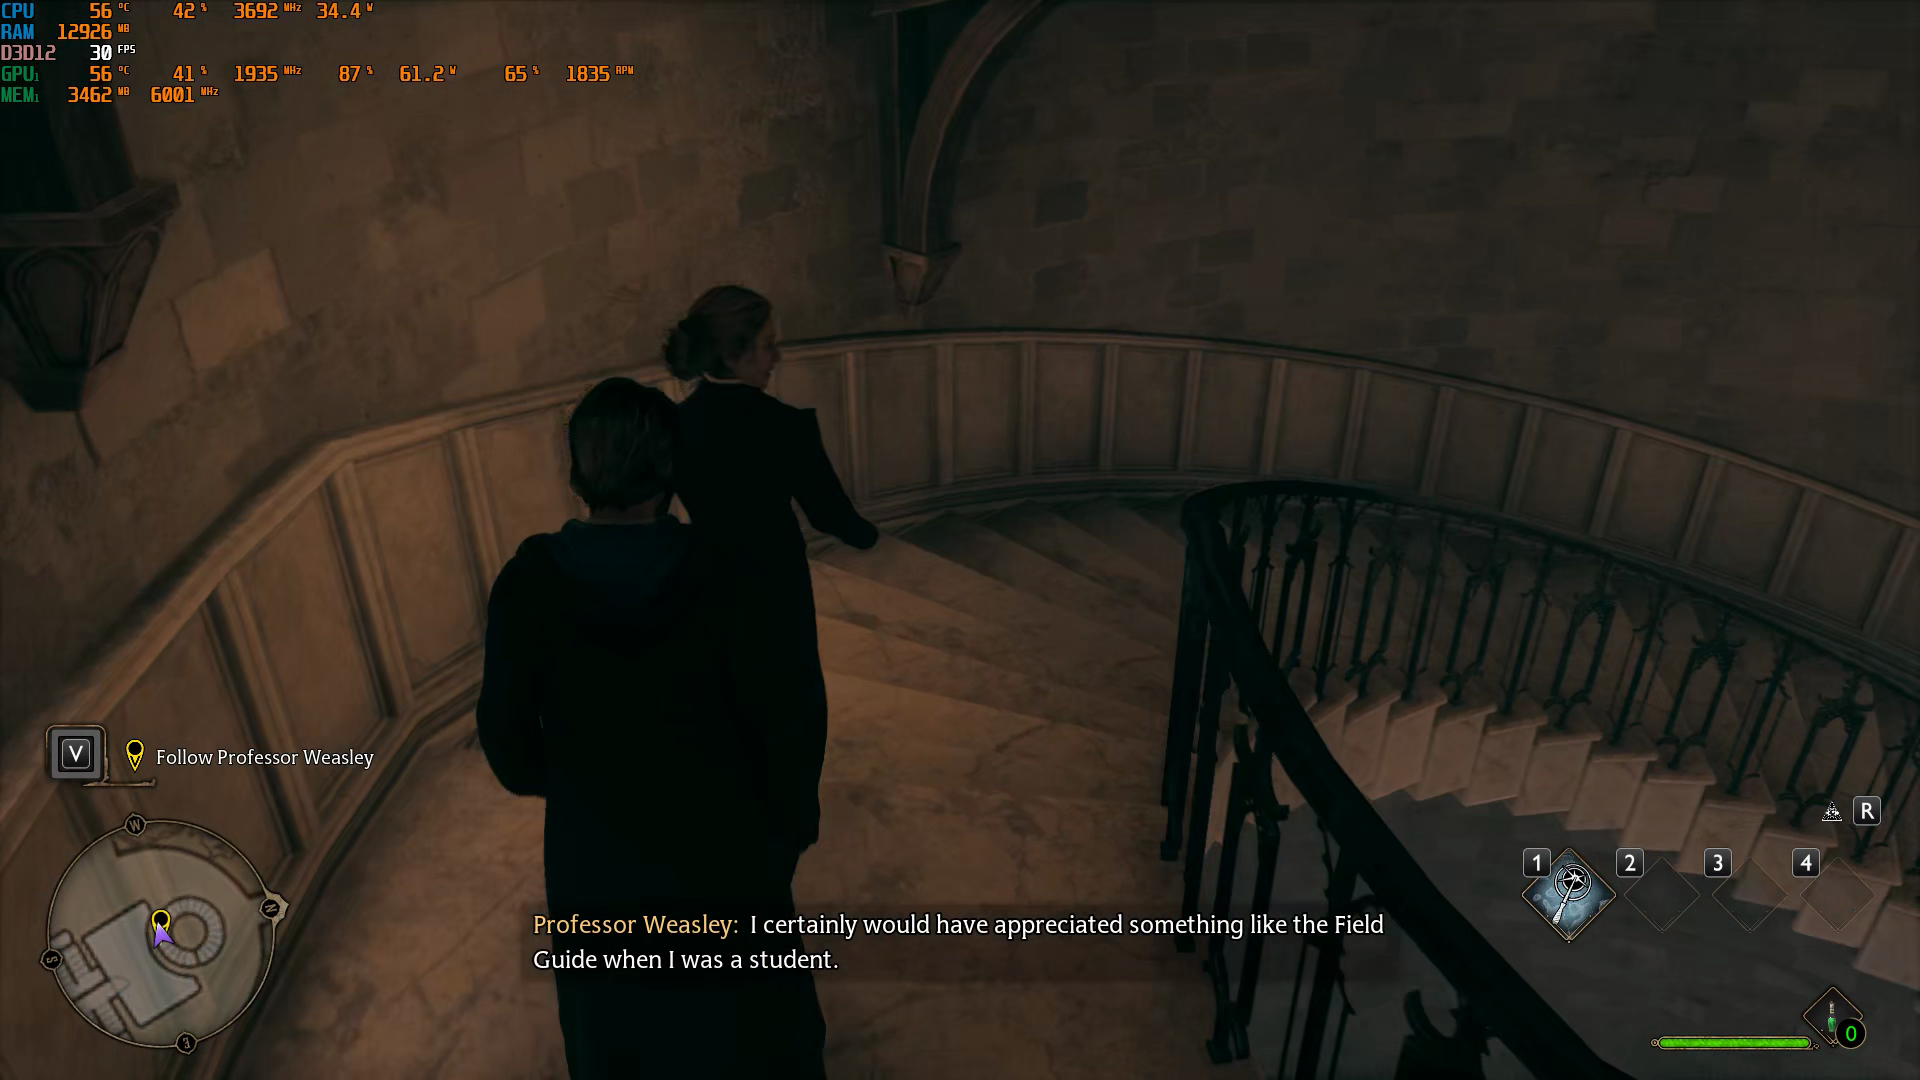 CPU 56 °C 42 % 3692 MHz 34.4 W
RAM 12926 MB
D3D12 30 FPS
GPU1 56 °C 41 % 1935 MHz 87 % 61.2 W 65 % 1835 RPM
MEM1 3462 MB 6001 MHz
V Follow Professor Weasley
W
N
S
E
R
1 2 3 4
Professor Weasley: I certainly would have appreciated something like the Field
Guide when I was a student.
0